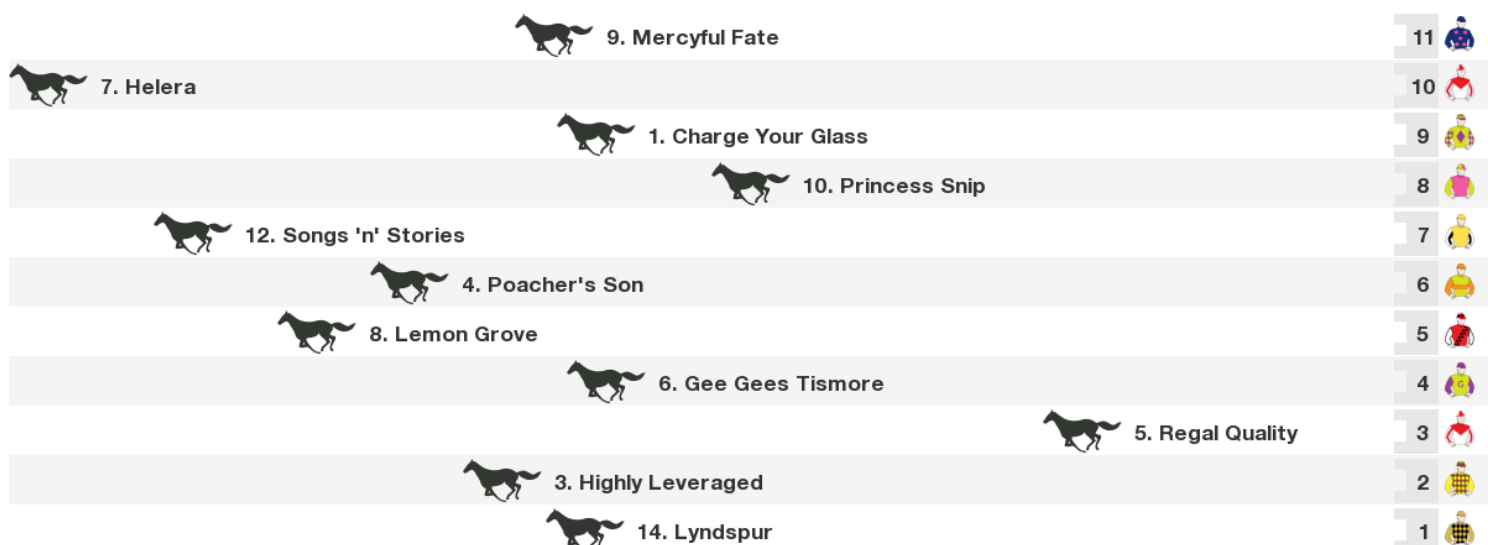 9. Mercyful Fate 11
7. Helera 10
1. Charge Your Glass 9
10. Princess Snip 8
12. Songs 'n' Stories 7
4. Poacher's Son 6
8. Lemon Grove 5
6. Gee Gees Tismore 4 G
5. Regal Quality 3
3. Highly Leveraged 2
14. Lyndspur 1